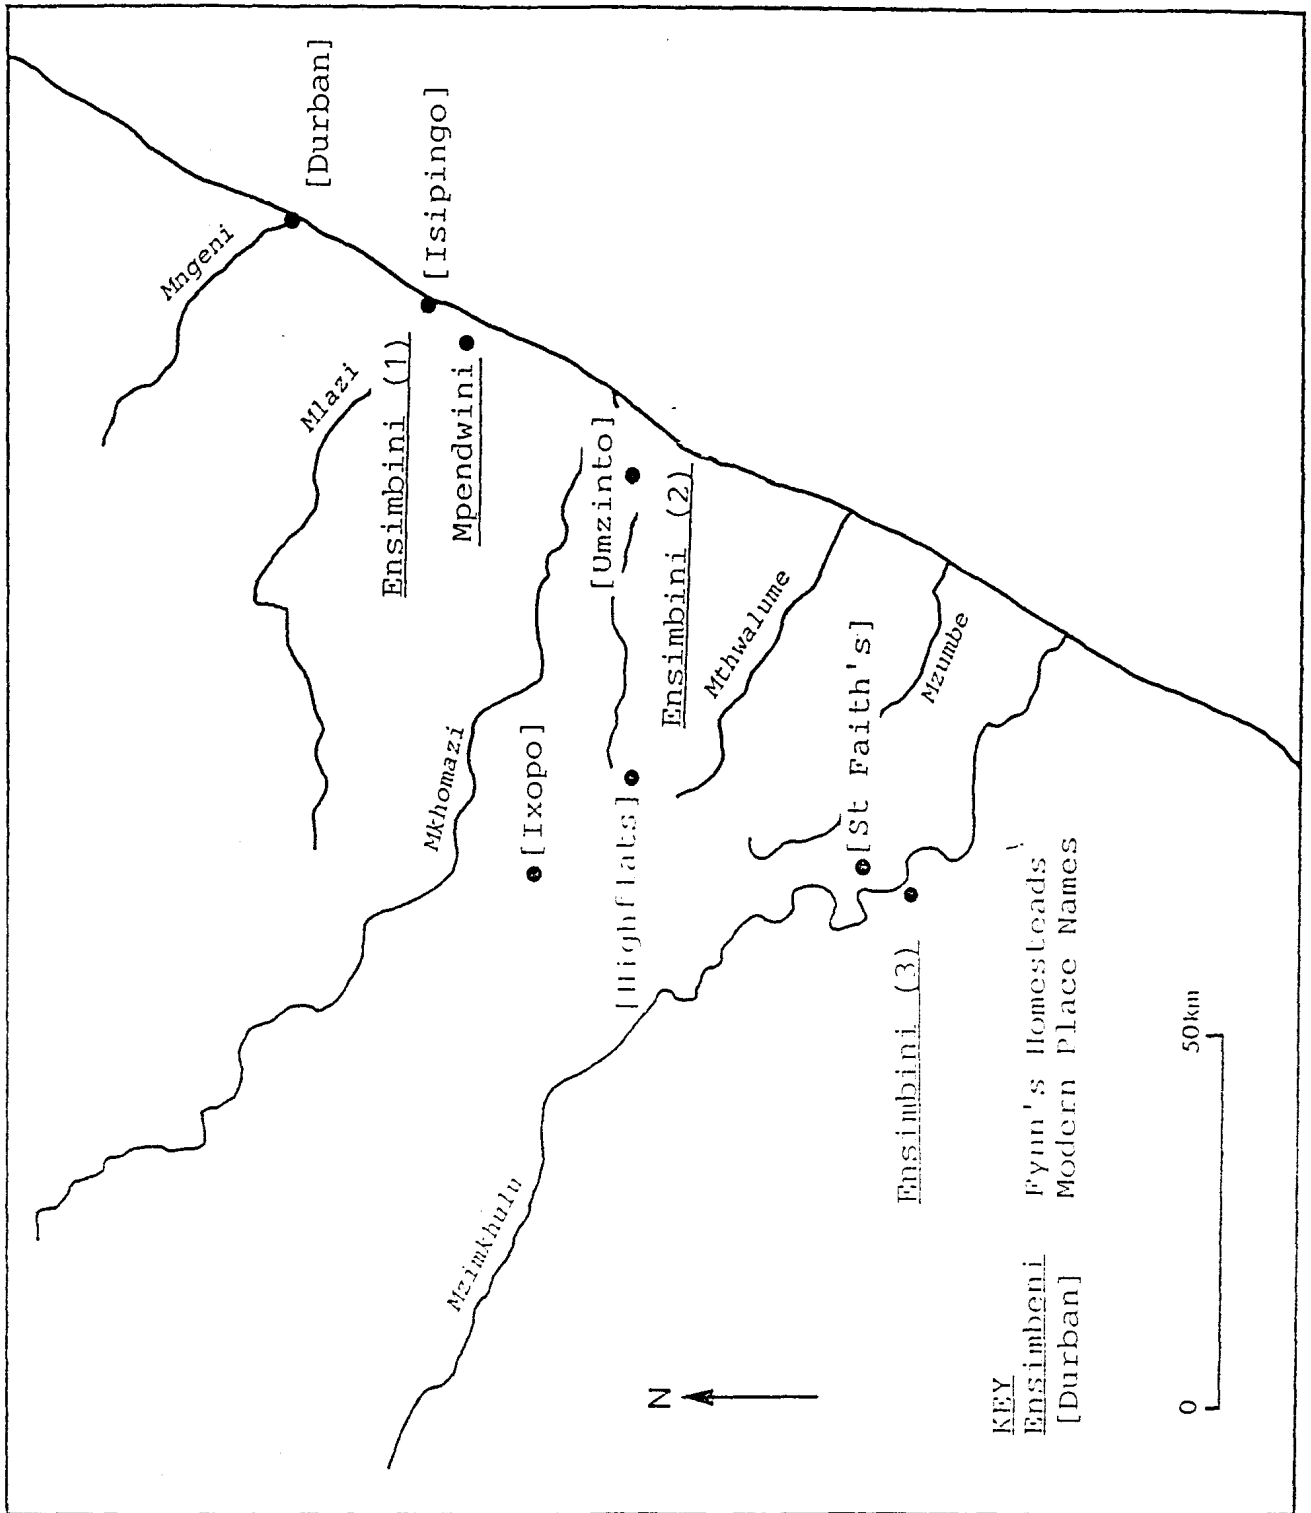 [Durban]
Mngeni
[Isipingo]
Mlazi
Ensimbini (1)
Mpendwini
[Umzinto]
Ensimbini (2)
Mkhomazi
[Ixopo]
[Highflats]
Mthwalume
[St Faith's]
Mzumbe
Ensimbini (3)
Mzimkhulu
N
KEY
Ensimbeni Fynn's Homesteads
[Durban] Modern Place Names
0 50km